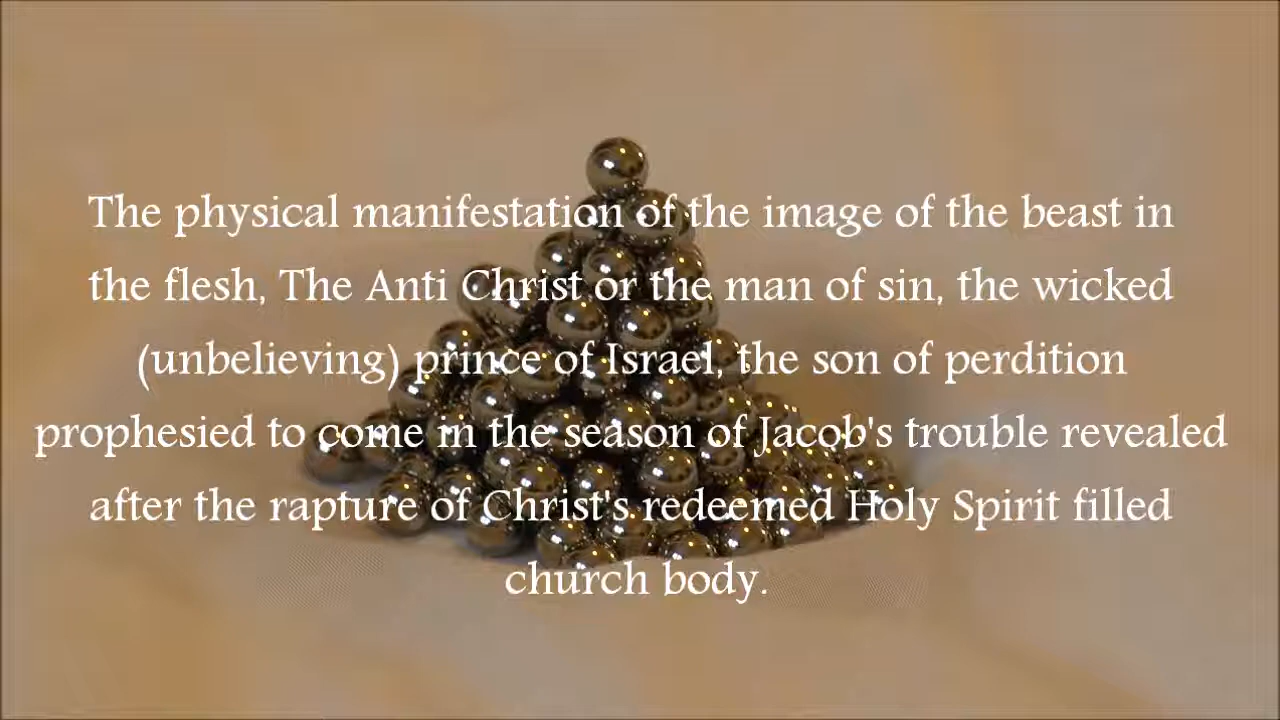 The physical manifestation of the image of the beast in
the flesh, The Anti Christ or the man of sin, the wicked
(unbelieving) prince of Israel, the son of perdition
prophesied to come in the season of Jacob's trouble revealed
after the rapture of Christ's redeemed Holy Spirit filled
church body.